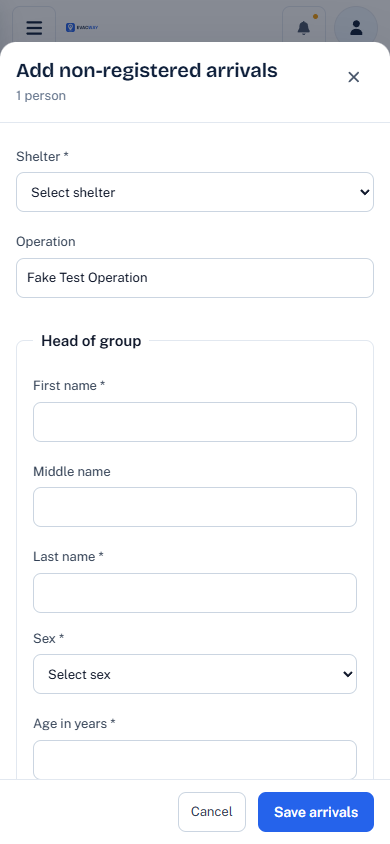 EVACWAY
Add non-registered arrivals
1 person
Shelter *
Select shelter
Operation
Fake Test Operation
Head of group
First name *
Middle name
Last name *
Sex *
Select sex
Age in years *
Cancel
Save arrivals